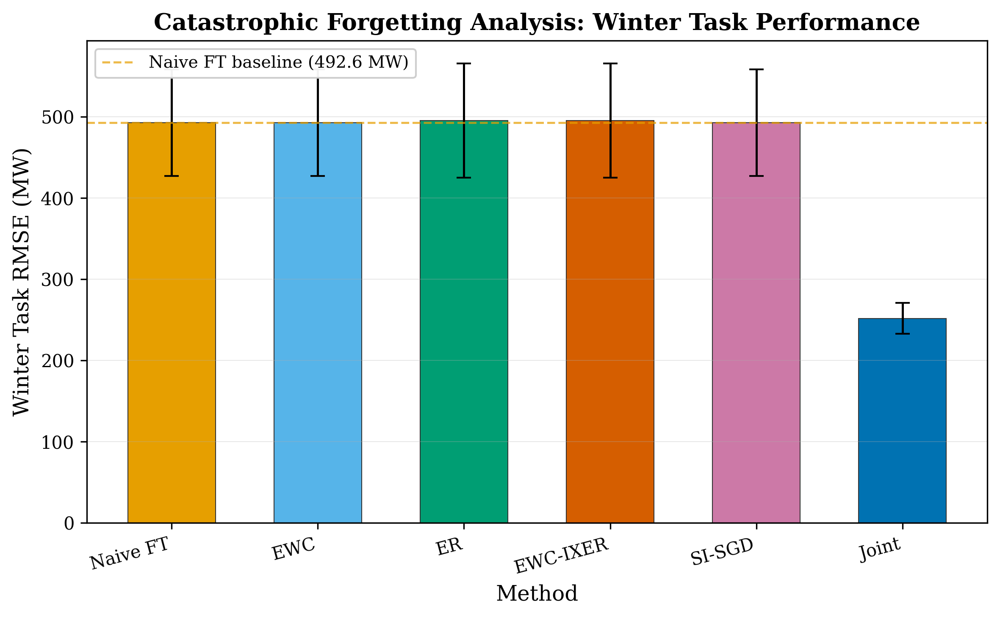 Catastrophic Forgetting Analysis: Winter Task Performance
Naive FT baseline (492.6 MW)
Winter Task RMSE (MW)
500
400
300
200
100
0
Naive FT
EWC
ER
EWC-IXER
SI-SGD
Joint
Method